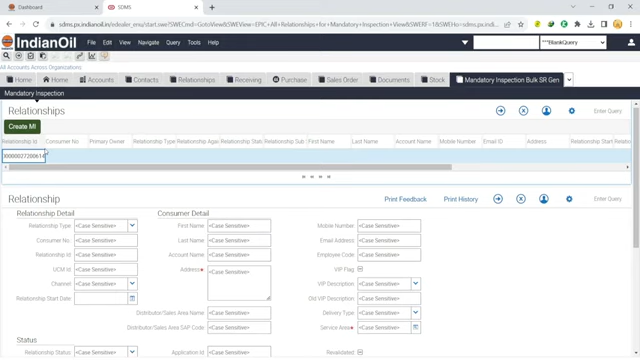 Dashboard
SDMS
sdms.px.indianoil.in/edealer_enu/start.swe?SWECmd=GotoView&SWEView=EPIC+All+Relationships+for+Mandatory+Inspection+View&SWERF=1&SWEHo=sdms.px.indianoil.in&SWEBU=1
IndianOil
File Edit View Navigate Query Tools Help
***BlankQuery
All Accounts Across Organizations
Home Home Accounts Contacts Relationships Receiving Purchase Sales Order Documents Stock Mandatory Inspection Bulk SR Gen
Mandatory Inspection
Relationships
Enter Query
Create MI
Relationship Id Consumer No. Primary Owner Relationship Type Relationship Agai Relationship Stat Relationship Sub First Name Last Name Account Name Mobile Number Email ID Address Relationship Start Relation
00000027200614
Relationship
Print Feedback Print History Enter Query
Relationship Detail Consumer Detail
Relationship Type <Case Sensitive> First Name <Case Sensitive> Mobile Number <Case Sensitive>
Consumer No. <Case Sensitive> Last Name <Case Sensitive> Email Address <Case Sensitive>
Relationship Id <Case Sensitive> Account Name <Case Sensitive> Employee Code <Case Sensitive>
UCM Id <Case Sensitive> Address* <Case Sensitive> VIP Flag
Channel <Case Sensitive> VIP Description <Case Sensitive>
Relationship Start Date Old VIP Description <Case Sensitive>
Distributor/Sales Area Name <Case Sensitive> Delivery Type <Case Sensitive>
Distributor/Sales Area SAP Code <Case Sensitive> Service Area* <Case Sensitive>
Status
Relationship Status <Case Sensitive> Application Id <Case Sensitive> Revalidated